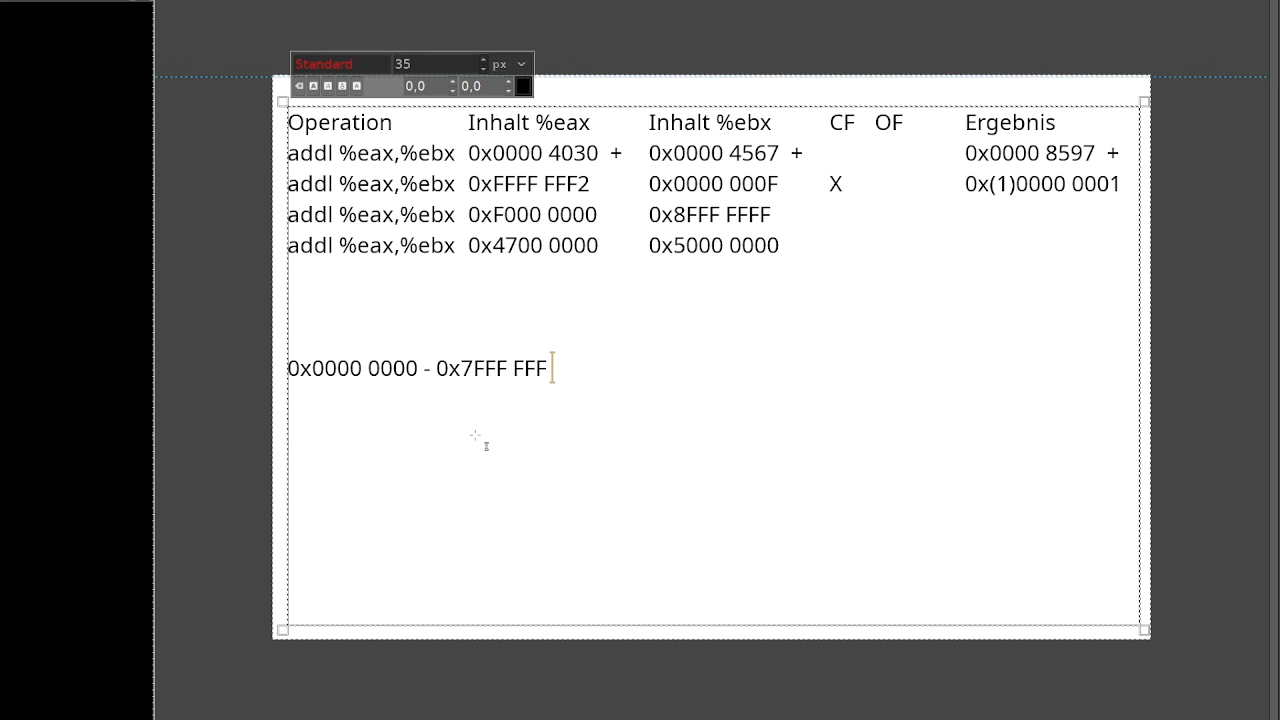 Standard 35 px
0,0 0,0
Operation Inhalt %eax Inhalt %ebx CF OF Ergebnis
addl %eax,%ebx 0x0000 4030 + 0x0000 4567 + 0x0000 8597 +
addl %eax,%ebx 0xFFFF FFF2 0x0000 000F X 0x(1)0000 0001
addl %eax,%ebx 0xF000 0000 0x8FFF FFFF
addl %eax,%ebx 0x4700 0000 0x5000 0000
0x0000 0000 - 0x7FFF FFF